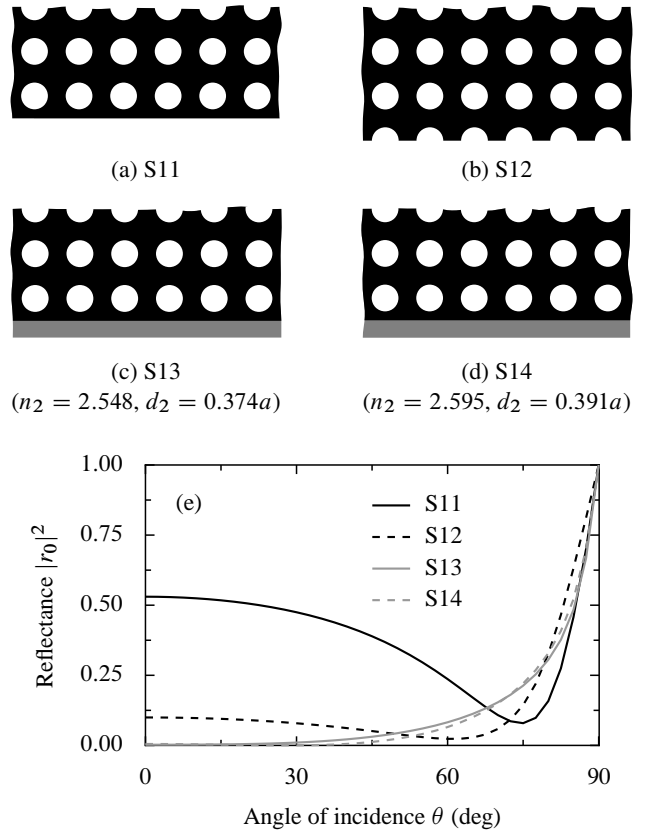 (a) S11
(b) S12
(c) S13
(n₂ = 2.548, d₂ = 0.374a)
(d) S14
(n₂ = 2.595, d₂ = 0.391a)
(e)
S11
S12
S13
S14
1.00
0.75
0.50
0.25
0.00
Reflectance |r₀|²
0
30
60
90
Angle of incidence θ (deg)